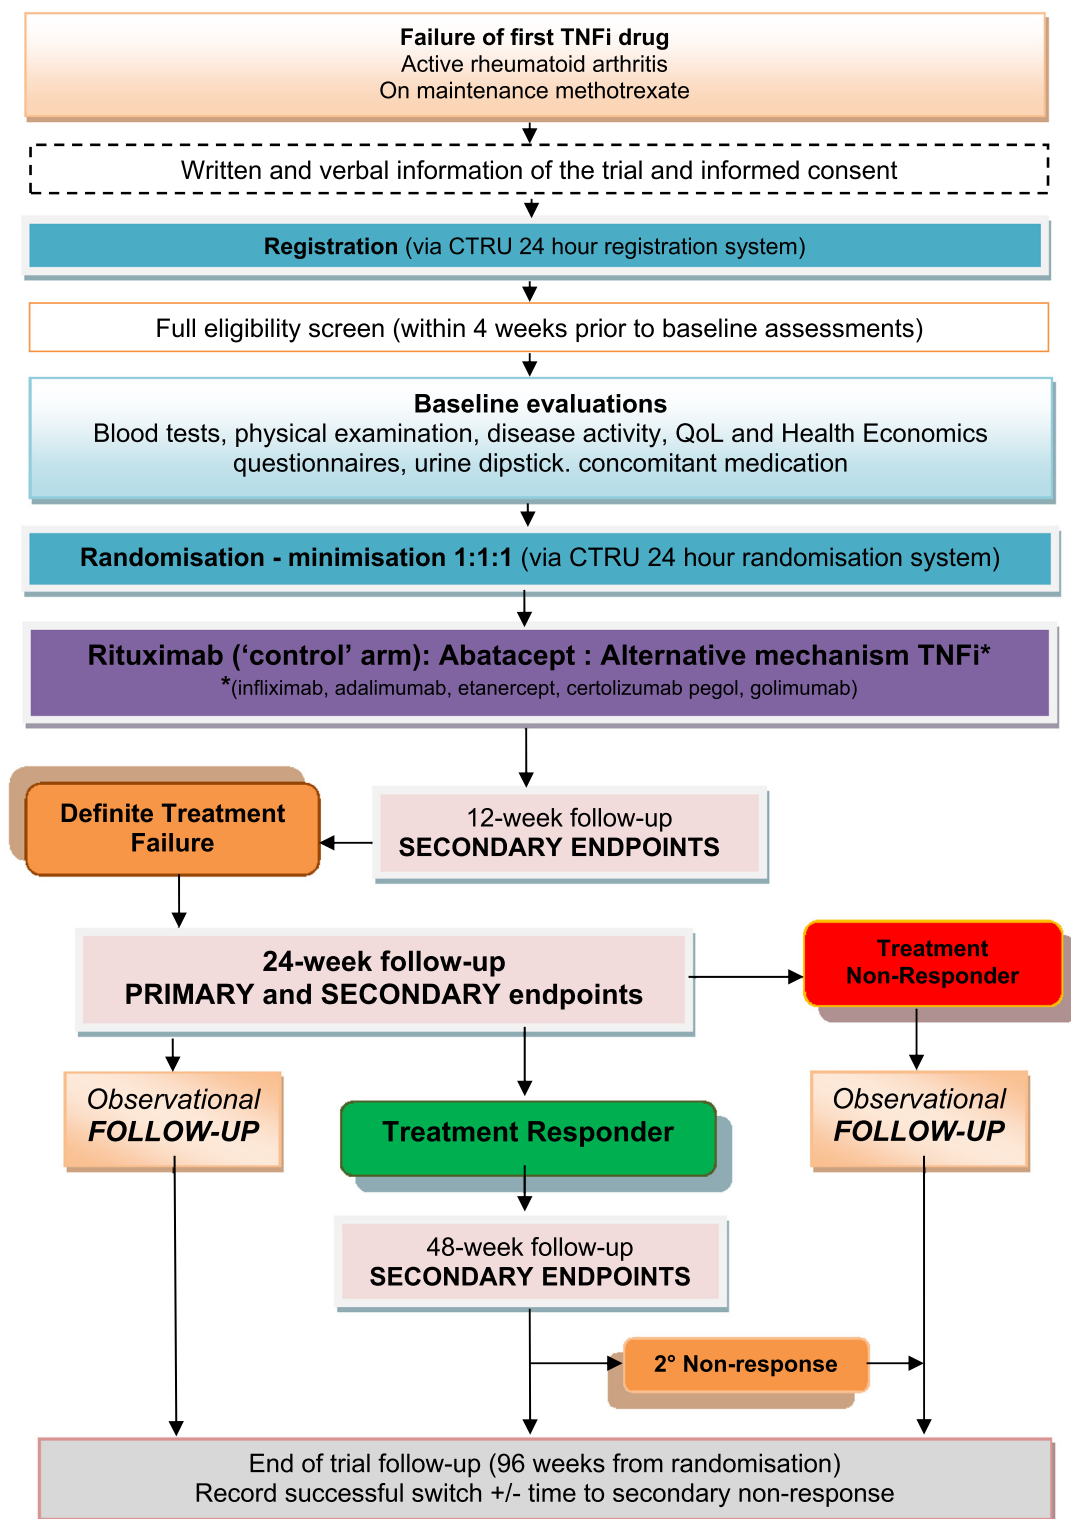 Failure of first TNFi drug
Active rheumatoid arthritis
On maintenance methotrexate
Written and verbal information of the trial and informed consent
Registration (via CTRU 24 hour registration system)
Full eligibility screen (within 4 weeks prior to baseline assessments)
Baseline evaluations
Blood tests, physical examination, disease activity, QoL and Health Economics
questionnaires, urine dipstick. concomitant medication
Randomisation - minimisation 1:1:1 (via CTRU 24 hour randomisation system)
Rituximab (‘control’ arm): Abatacept : Alternative mechanism TNFi*
*(infliximab, adalimumab, etanercept, certolizumab pegol, golimumab)
12-week follow-up
SECONDARY ENDPOINTS
Definite Treatment
Failure
24-week follow-up
PRIMARY and SECONDARY endpoints
Treatment
Non-Responder
Observational
FOLLOW-UP
Treatment Responder
Observational
FOLLOW-UP
48-week follow-up
SECONDARY ENDPOINTS
2° Non-response
End of trial follow-up (96 weeks from randomisation)
Record successful switch +/- time to secondary non-response